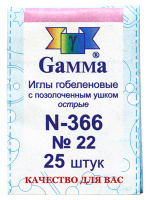 Gamma
Иглы гобеленовые
с позолоченным ушком
острые
N-366
№ 22
25 штук
КАЧЕСТВО ДЛЯ ВАС